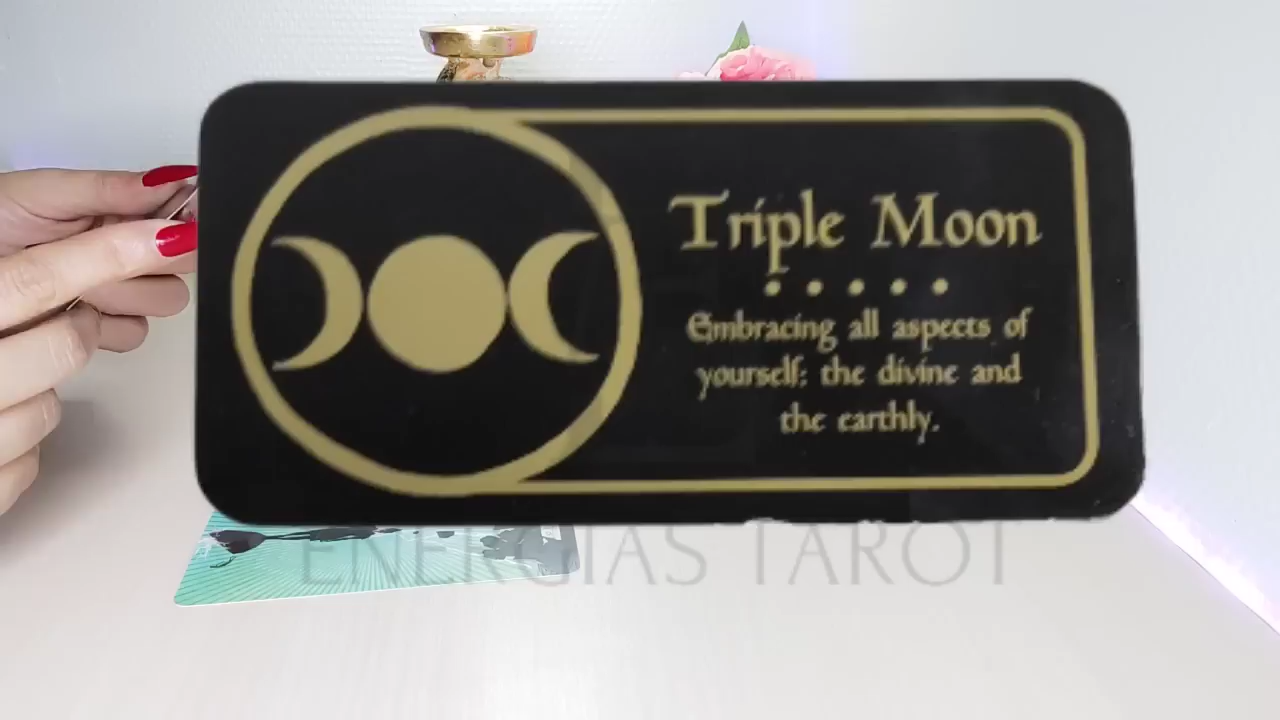 Triple Moon
Embracing all aspects of
yourself: the divine and
the earthly.
ENERGIAS TAROT